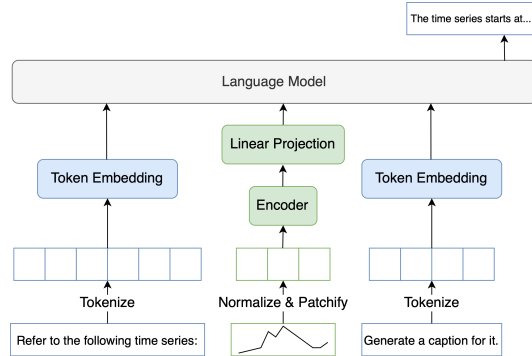 The time series starts at...
Language Model
Linear Projection
Token Embedding
Encoder
Token Embedding
Tokenize
Normalize & Patchify
Tokenize
Refer to the following time series:
Generate a caption for it.